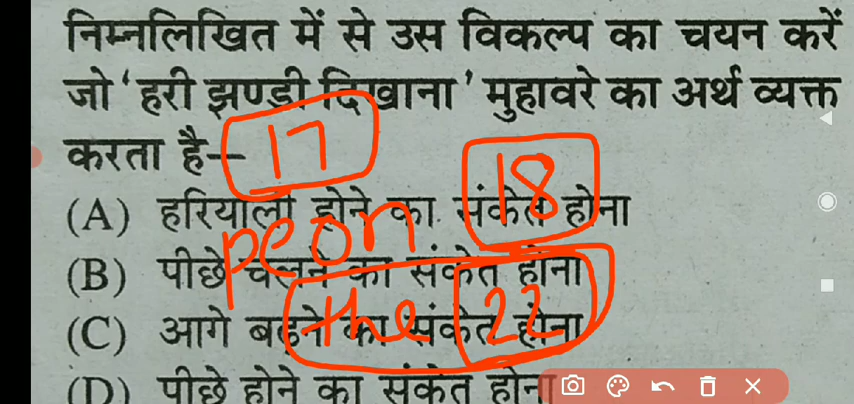 निम्नलिखित में से उस विकल्प का चयन करें
जो 'हरी झण्डी दिखाना' मुहावरे का अर्थ व्यक्त
करता है—
17
(A) हरियाली होने का संकेत होना
18
peon
(B) पीछे चलने का संकेत होना
(C) आगे बढ़ने का संकेत होना
the 22
(D) पीछे होने का संकेत होना